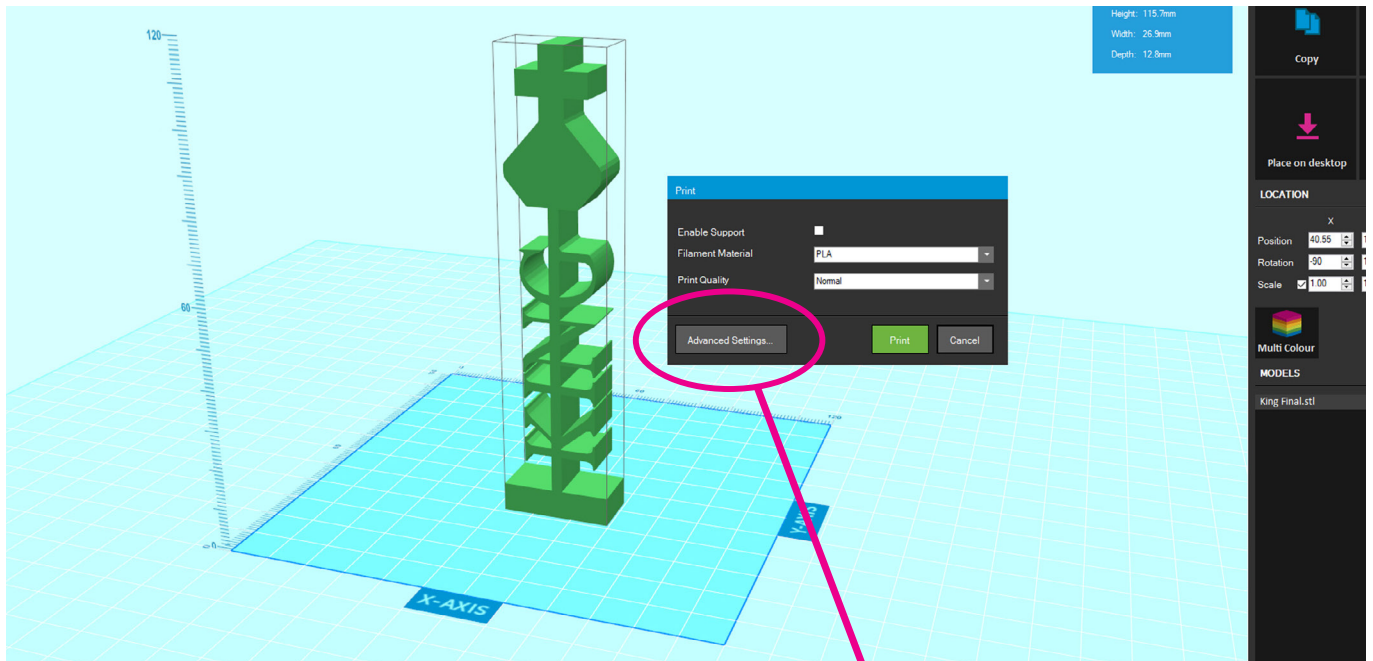 120
Height: 115.7mm
Width: 26.9mm
Depth: 12.8mm
Copy
Place on desktop
LOCATION
X
Position 40.55
Rotation -90
Scale 1.00
Multi Colour
MODELS
King Final.stl
Print
Enable Support
Filament Material PLA
Print Quality Normal
Advanced Settings... Print Cancel
60
120
Y-AXIS
0 0
X-AXIS